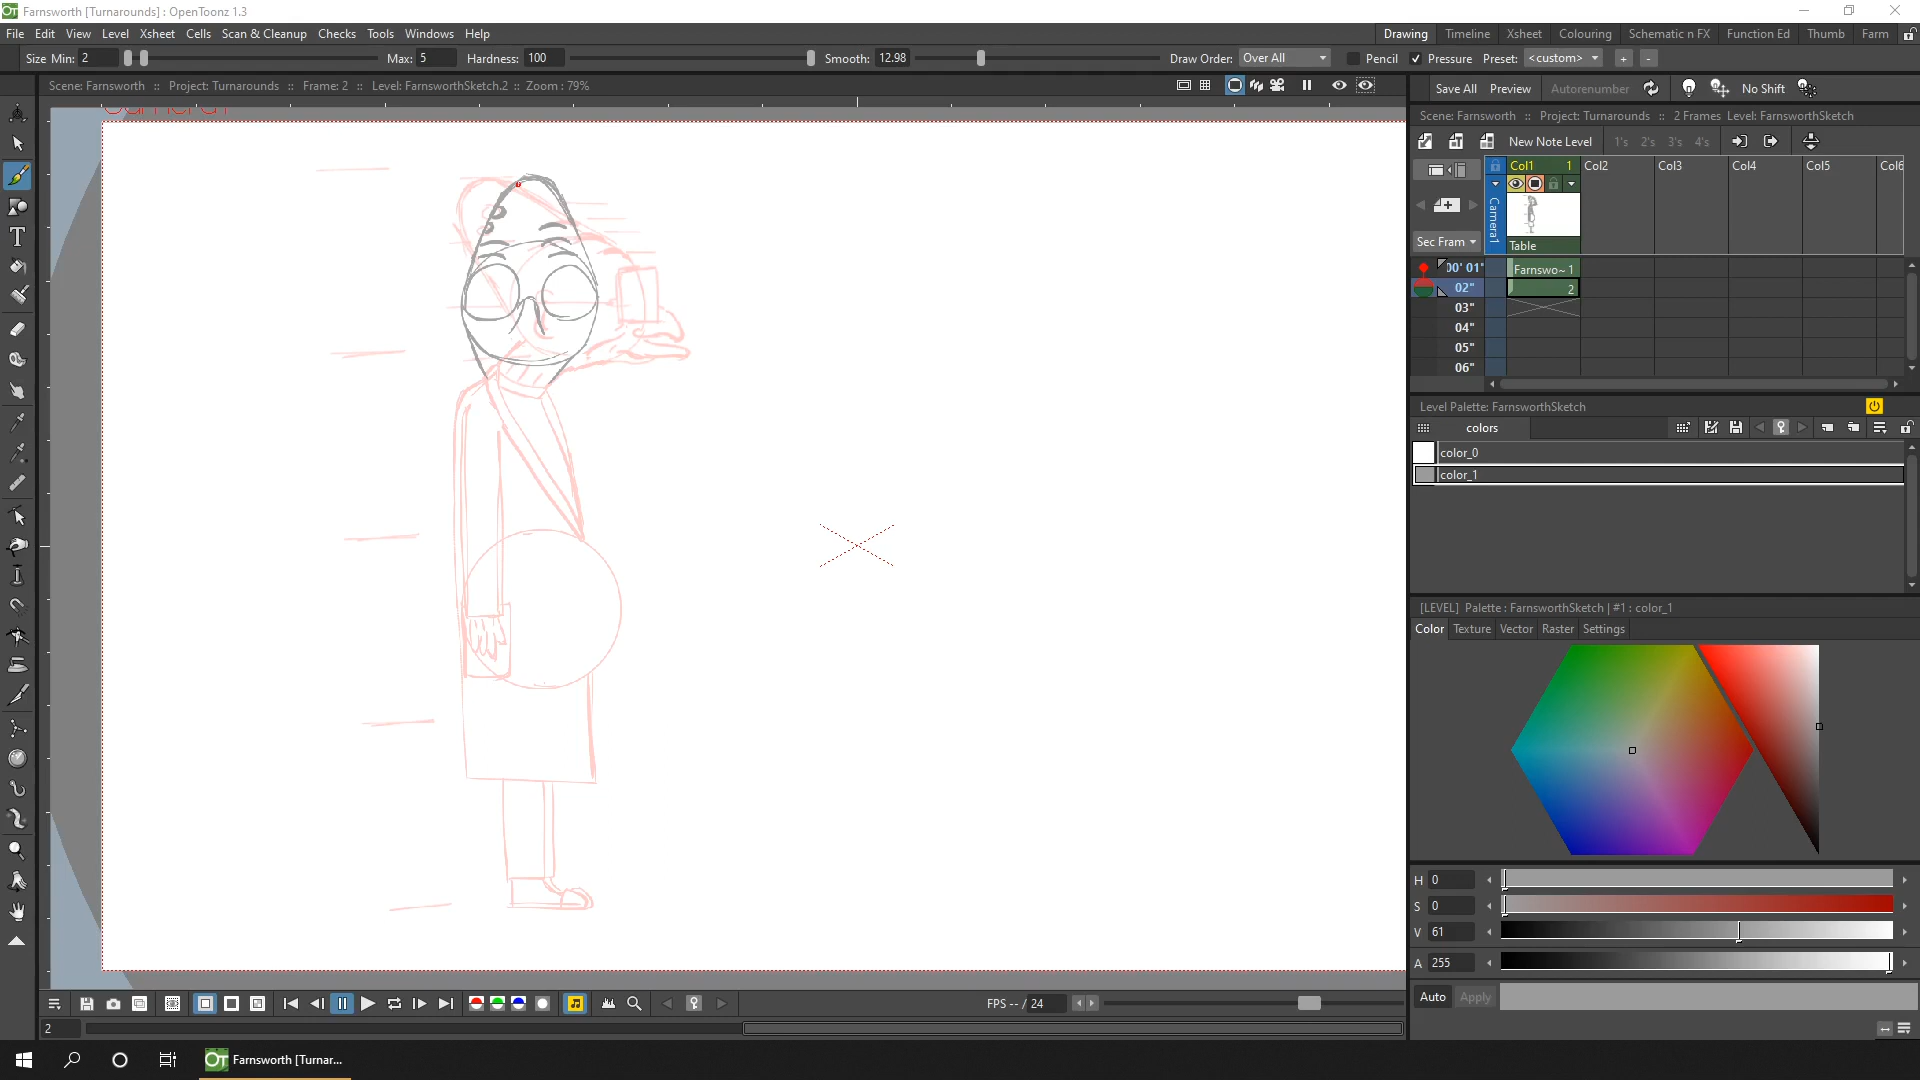 Farnsworth [Turnarounds] : OpenToonz 1.3
File Edit View Level Xsheet Cells Scan & Cleanup Checks Tools Windows Help
Drawing Timeline Xsheet Colouring Schematic n FX Function Ed Thumb Farm
Size Min: 2 Max: 5 Hardness: 100 Smooth: 12.98 Draw Order: Over All Pencil Pressure Preset: <custom> + -
Scene: Farnsworth :: Project: Turnarounds :: Frame: 2 :: Level: FarnsworthSketch.2 :: Zoom : 79%
Save All Preview Autorenumber No Shift
Scene: Farnsworth :: Project: Turnarounds :: 2 Frames Level: FarnsworthSketch
New Note Level 1's 2's 3's 4's
Col1 1 Col2 Col3 Col4 Col5 Col6
Camera1
Sec Fram
Table
00' 01" Farnswo~ 1
02" 2
03"
04"
05"
06"
Level Palette: FarnsworthSketch
colors
color_0
color_1
[LEVEL] Palette : FarnsworthSketch | #1 : color_1
Color Texture Vector Raster Settings
H 0
S 0
V 61
A 255
Auto Apply
FPS -- / 24
2
Farnsworth [Turnar...